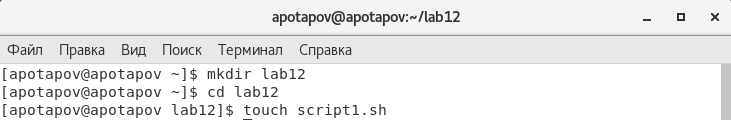 apotapov@apotapov:~/lab12
Файл Правка Вид Поиск Терминал Справка
[apotapov@apotapov ~]$ mkdir lab12
[apotapov@apotapov ~]$ cd lab12
[apotapov@apotapov lab12]$ touch script1.sh